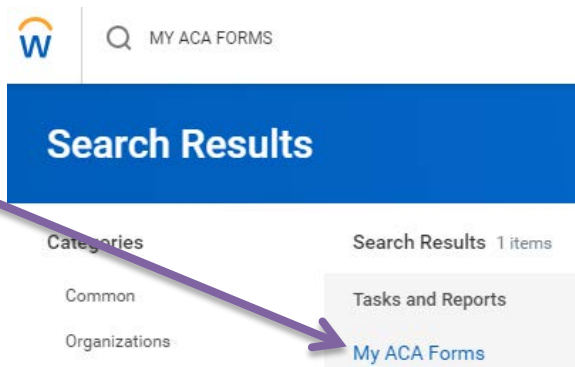 W MY ACA FORMS
Search Results
Categories
Search Results 1 items
Common
Tasks and Reports
Organizations
My ACA Forms